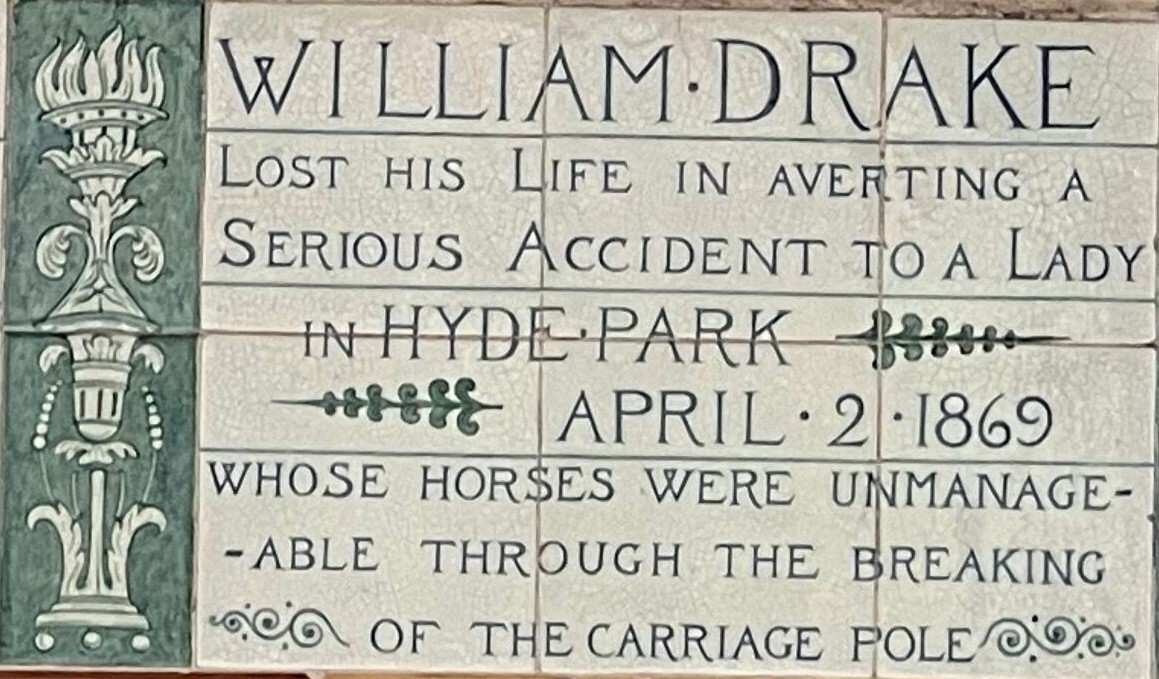 WILLIAM·DRAKE
LOST HIS LIFE IN AVERTING A
SERIOUS ACCIDENT TO A LADY
IN HYDE·PARK
APRIL·2·1869
WHOSE HORSES WERE UNMANAGE-
-ABLE THROUGH THE BREAKING
OF THE CARRIAGE POLE